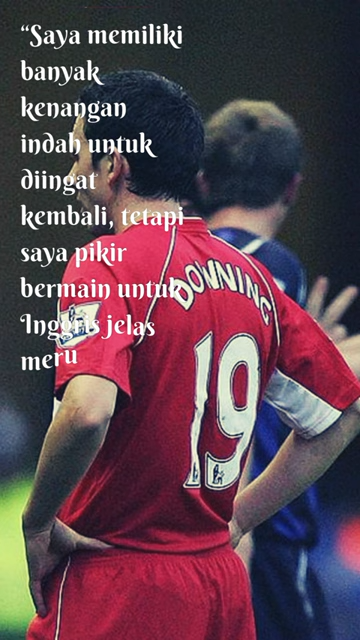 “Saya memiliki
banyak
kenangan
indah untuk
diingat
kembali, tetapi
saya pikir
bermain untuk
Inggris jelas
meru
DOWNING
19